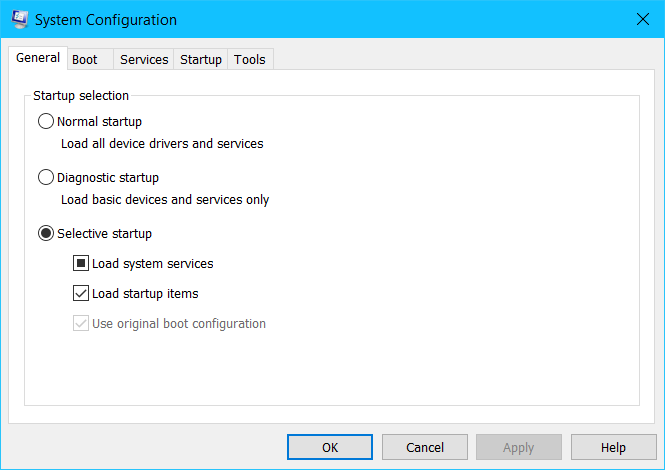 System Configuration
General Boot Services Startup Tools
Startup selection
Normal startup
Load all device drivers and services
Diagnostic startup
Load basic devices and services only
Selective startup
Load system services
Load startup items
Use original boot configuration
OK Cancel Apply Help